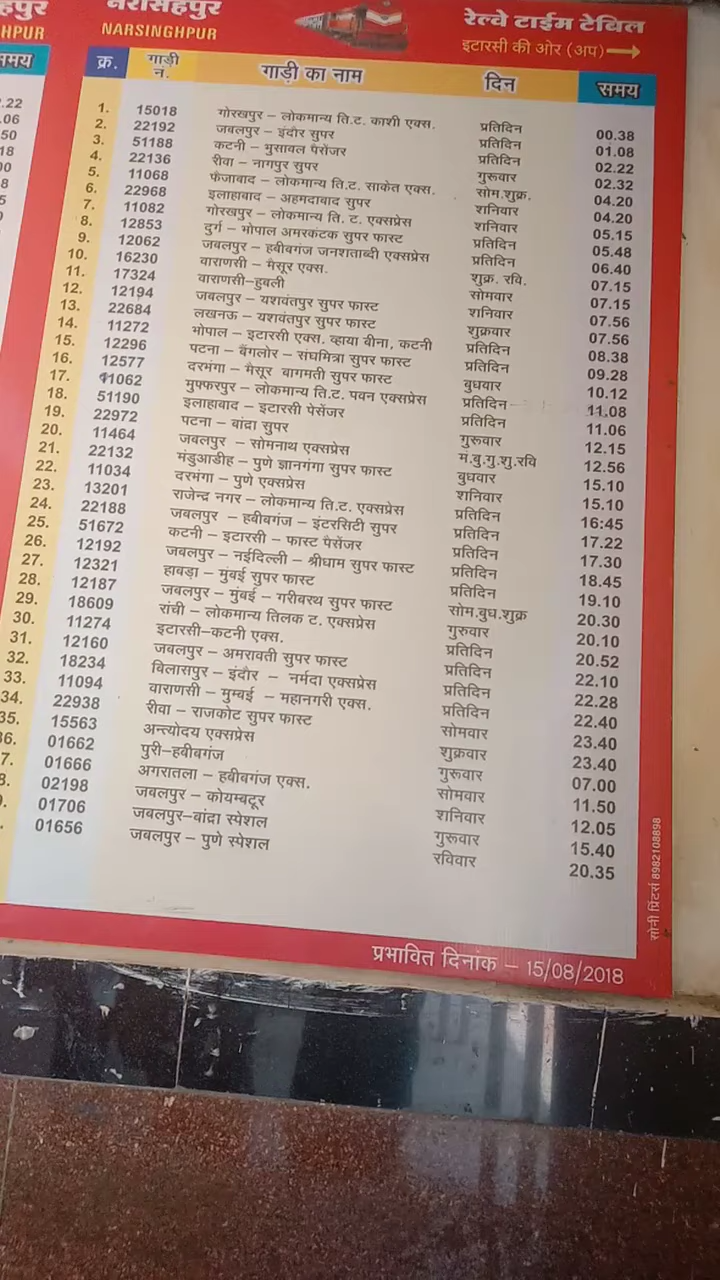 हपुर
HPUR
मय
.22
.06
50
18
नरसिंहपुर
NARSINGHPUR
रेल्वे टाईम टेबिल
इटारसी की ओर (अप)
क्र. गाड़ी न. गाड़ी का नाम दिन समय
1. 15018 गोरखपुर – लोकमान्य ति.ट. काशी एक्स. प्रतिदिन 00.38
2. 22192 जबलपुर – इंदौर सुपर प्रतिदिन 01.08
3. 51188 कटनी – भुसावल पैसेंजर प्रतिदिन 02.22
4. 22136 रीवा – नागपुर सुपर गुरूवार 02.32
5. 11068 फैजाबाद – लोकमान्य ति.ट. साकेत एक्स. सोम.शुक्र. 04.20
6. 22968 इलाहाबाद – अहमदाबाद सुपर शनिवार 04.20
7. 11082 गोरखपुर – लोकमान्य ति. ट. एक्सप्रेस शनिवार 05.15
8. 12853 दुर्ग – भोपाल अमरकंटक सुपर फास्ट प्रतिदिन 05.48
9. 12062 जबलपुर – हबीबगंज जनशताब्दी एक्सप्रेस प्रतिदिन 06.40
10. 16230 वाराणसी – मैसूर एक्स. शुक्र. रवि. 07.15
11. 17324 वाराणसी–हुबली सोमवार 07.15
12. 12194 जबलपुर – यशवंतपुर सुपर फास्ट शनिवार 07.56
13. 22684 लखनऊ – यशवंतपुर सुपर फास्ट शुक्रवार 07.56
14. 11272 भोपाल – इटारसी एक्स. व्हाया बीना, कटनी प्रतिदिन 08.38
15. 12296 पटना – बैंगलोर – संघमित्रा सुपर फास्ट प्रतिदिन 09.28
16. 12577 दरभंगा – मैसूर बागमती सुपर फास्ट बुधवार 10.12
17. 11062 मुफ्फरपुर – लोकमान्य ति.ट. पवन एक्सप्रेस प्रतिदिन 11.08
18. 51190 इलाहाबाद – इटारसी पेसेंजर प्रतिदिन 11.06
19. 22972 पटना – बांद्रा सुपर गुरूवार 12.15
20. 11464 जबलपुर – सोमनाथ एक्सप्रेस म.बु.गु.शु.रवि 12.56
21. 22132 मंडुआडीह – पुणे ज्ञानगंगा सुपर फास्ट बुधवार 15.10
22. 11034 दरभंगा – पुणे एक्सप्रेस शनिवार 15.10
23. 13201 राजेन्द्र नगर – लोकमान्य ति.ट. एक्सप्रेस प्रतिदिन 16:45
24. 22188 जबलपुर – हबीबगंज – इंटरसिटी सुपर प्रतिदिन 17.22
25. 51672 कटनी – इटारसी – फास्ट पैसेंजर प्रतिदिन 17.30
26. 12192 जबलपुर – नईदिल्ली – श्रीधाम सुपर फास्ट प्रतिदिन 18.45
27. 12321 हाबड़ा – मुंबई सुपर फास्ट प्रतिदिन 19.10
28. 12187 जबलपुर – मुंबई – गरीबरथ सुपर फास्ट सोम.बुध.शुक्र 20.30
29. 18609 रांची – लोकमान्य तिलक ट. एक्सप्रेस गुरुवार 20.10
30. 11274 इटारसी–कटनी एक्स. प्रतिदिन 20.52
31. 12160 जबलपुर – अमरावती सुपर फास्ट प्रतिदिन 22.10
32. 18234 बिलासपुर – इंदौर – नर्मदा एक्सप्रेस प्रतिदिन 22.28
33. 11094 वाराणसी – मुम्बई – महानगरी एक्स. प्रतिदिन 22.40
34. 22938 रीवा – राजकोट सुपर फास्ट सोमवार 23.40
35. 15563 अन्त्योदय एक्सप्रेस शुक्रवार 23.40
36. 01662 पुरी–हबीबगंज गुरूवार 07.00
7. 01666 अगरातला – हबीबगंज एक्स. सोमवार 11.50
8. 02198 जबलपुर – कोयम्बटूर शनिवार 12.05
01706 जबलपुर–बांद्रा स्पेशल गुरूवार 15.40
01656 जबलपुर – पुणे स्पेशल रविवार 20.35
सोनी प्रिंटर्स 8982108898
प्रभावित दिनांक – 15/08/2018